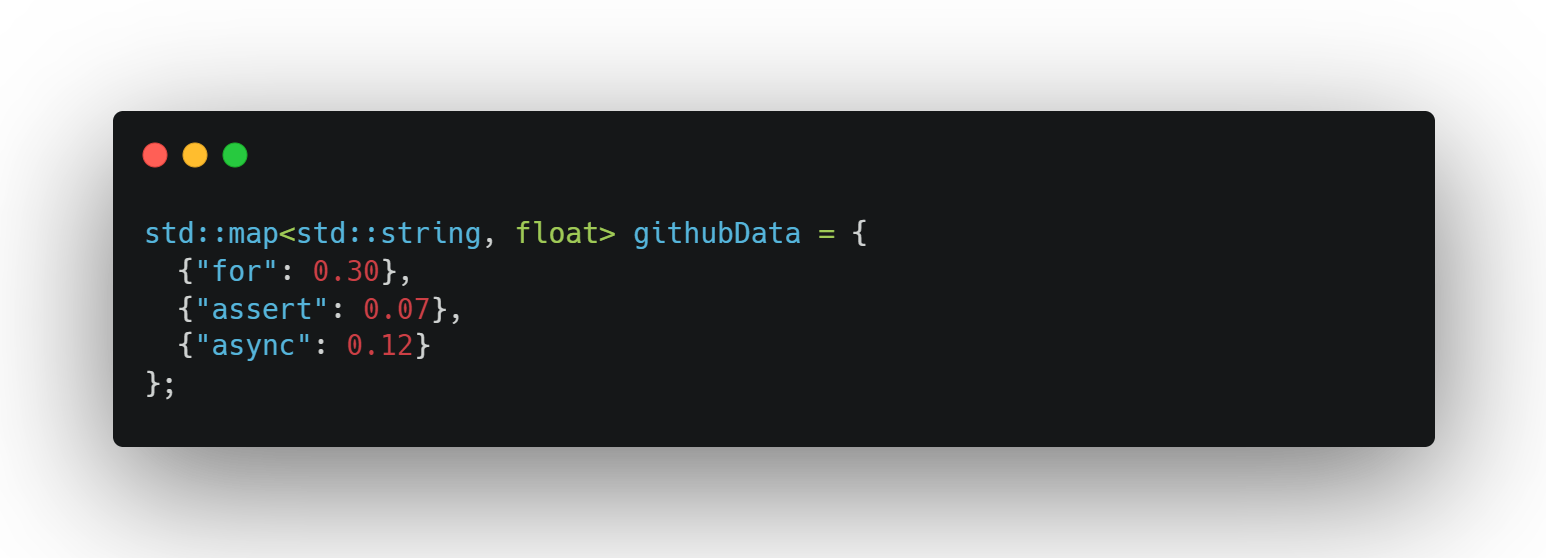 std::map<std::string, float> githubData = {
  {"for": 0.30},
  {"assert": 0.07},
  {"async": 0.12}
};